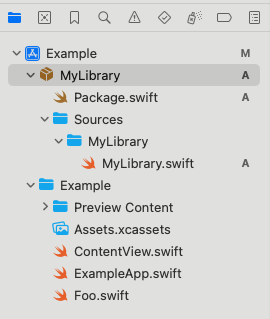 Example M
MyLibrary A
Package.swift A
Sources
MyLibrary
MyLibrary.swift A
Example
Preview Content
Assets.xcassets
ContentView.swift
ExampleApp.swift
Foo.swift